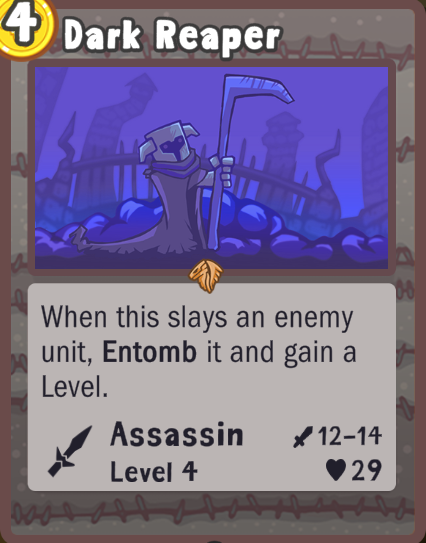 4
Dark Reaper
When this slays an enemy
unit, Entomb it and gain a
Level.
Assassin 12–14
Level 4 29